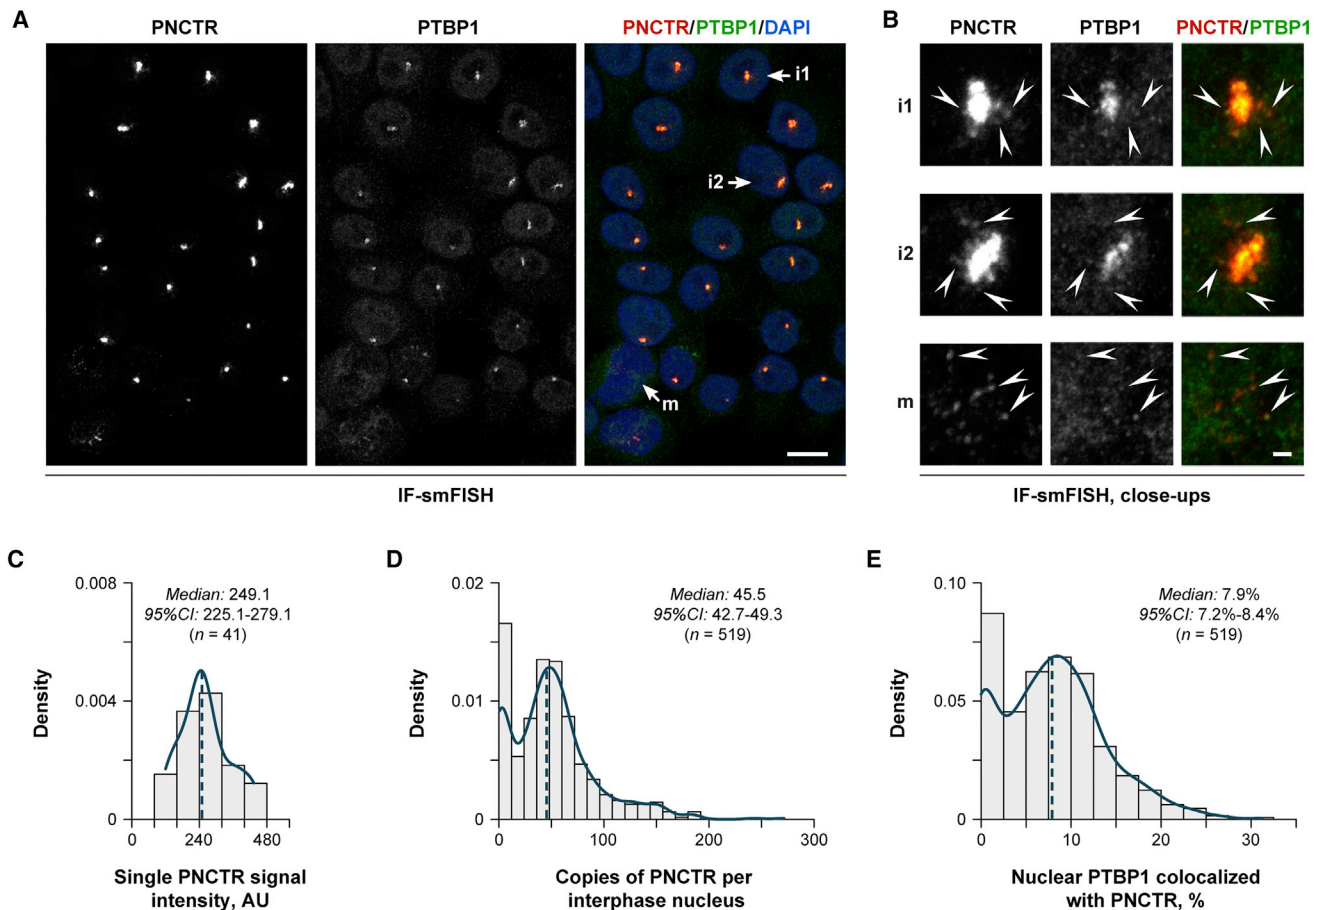 A
PNCTR
PTBP1
PNCTR/PTBP1/DAPI
i1
i2
m
IF-smFISH
B
PNCTR
PTBP1
PNCTR/PTBP1
i1
i2
m
IF-smFISH, close-ups
C
0.008
0.004
0
Density
Median: 249.1
95%CI: 225.1-279.1
(n = 41)
0 240 480
Single PNCTR signal
intensity, AU
D
0.02
0.01
0
Density
Median: 45.5
95%CI: 42.7-49.3
(n = 519)
0 100 200 300
Copies of PNCTR per
interphase nucleus
E
0.10
0.05
0
Density
Median: 7.9%
95%CI: 7.2%-8.4%
(n = 519)
0 10 20 30
Nuclear PTBP1 colocalized
with PNCTR, %